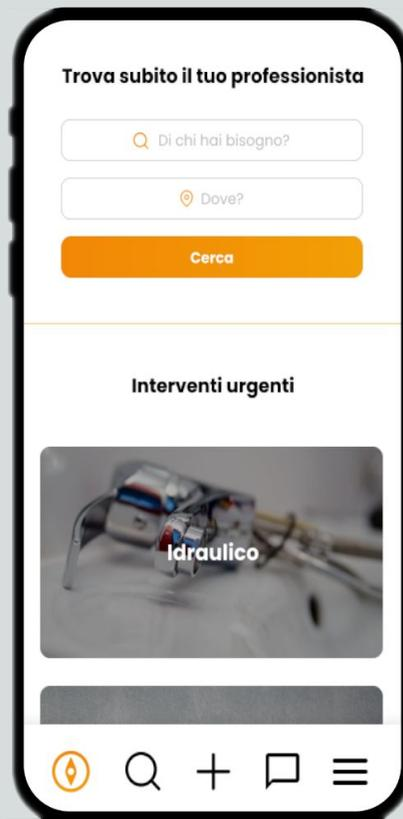 Trova subito il tuo professionista
Di chi hai bisogno?
Dove?
Cerca
Interventi urgenti
Idraulico